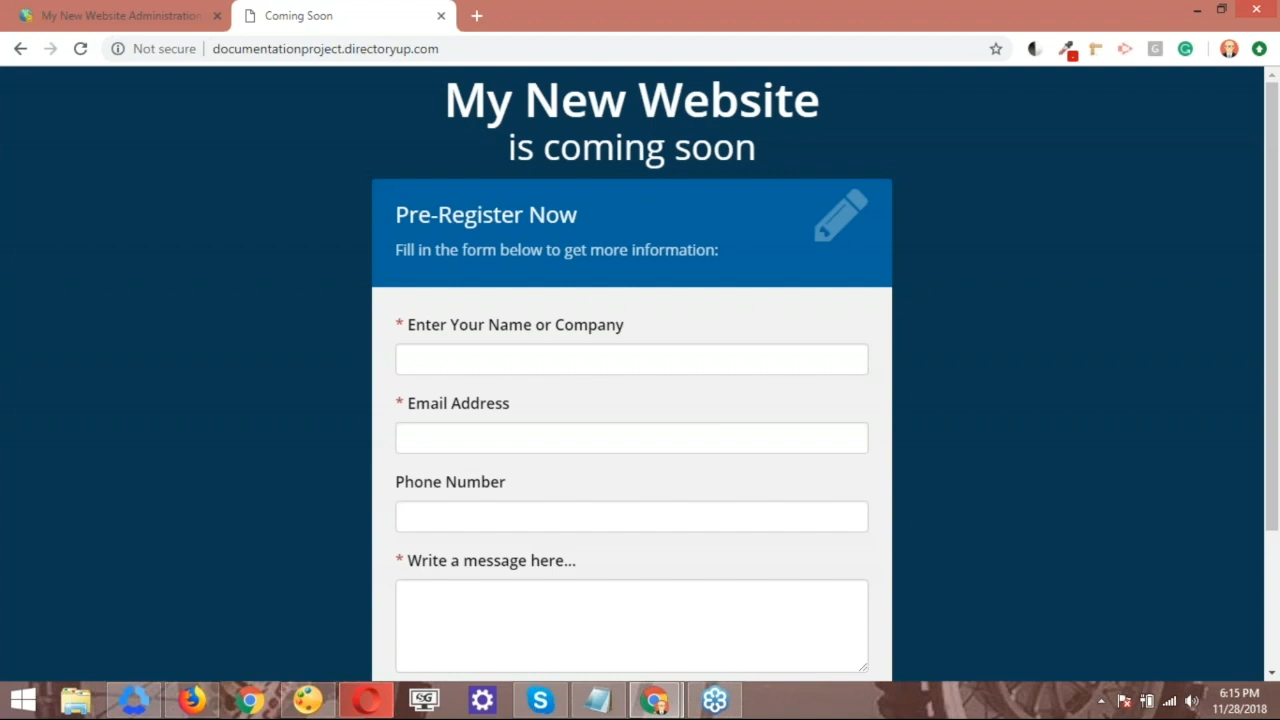 My New Website Administration
Coming Soon
Not secure
documentationproject.directoryup.com
My New Website
is coming soon
Pre-Register Now
Fill in the form below to get more information:
* Enter Your Name or Company
* Email Address
Phone Number
* Write a message here...
SG
6:15 PM
11/28/2018